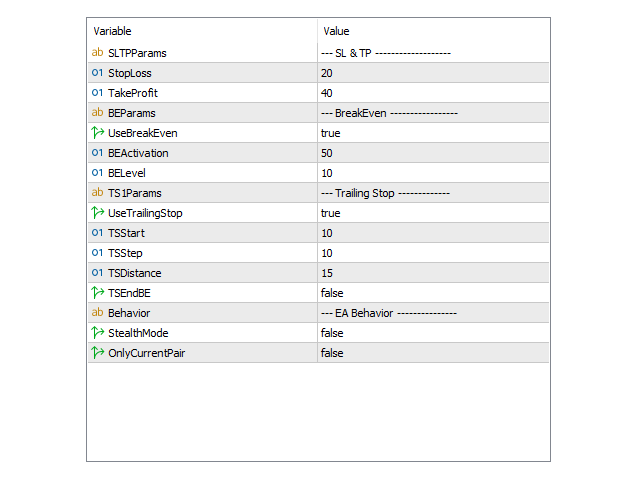 Variable Value
ab SLTPParams --- SL & TP -------------------
01 StopLoss 20
01 TakeProfit 40
ab BEParams --- BreakEven -----------------
UseBreakEven true
01 BEActivation 50
01 BELevel 10
ab TS1Params --- Trailing Stop -------------
UseTrailingStop true
01 TSStart 10
01 TSStep 10
01 TSDistance 15
TSEndBE false
ab Behavior --- EA Behavior ---------------
StealthMode false
OnlyCurrentPair false